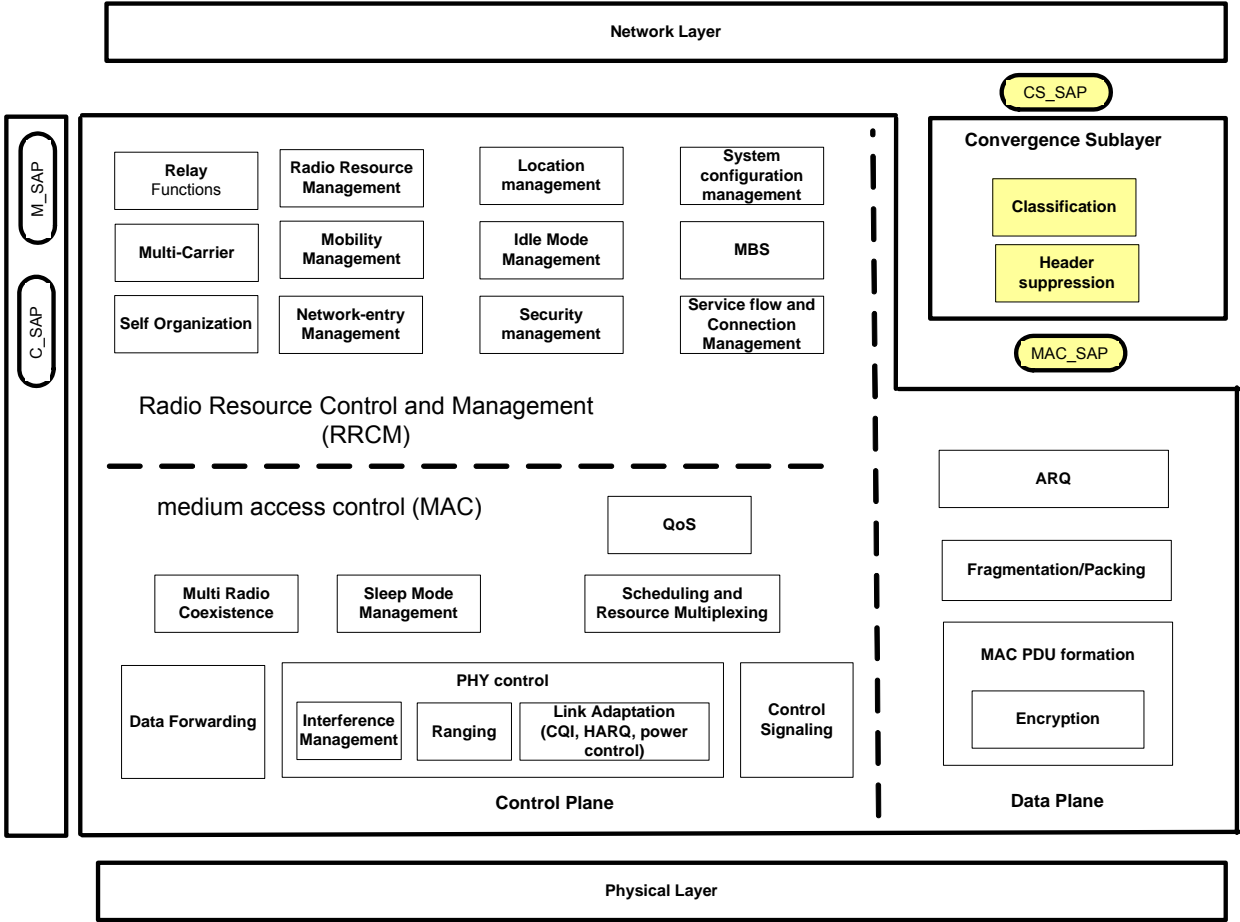 Network Layer
CS_SAP
M_SAP
C_SAP
Relay
Functions
Radio Resource
Management
Location
management
System
configuration
management
Multi-Carrier
Mobility
Management
Idle Mode
Management
MBS
Self Organization
Network-entry
Management
Security
management
Service flow and
Connection
Management
Radio Resource Control and Management
(RRCM)
Convergence Sublayer
Classification
Header
suppression
MAC_SAP
medium access control (MAC)
QoS
Multi Radio
Coexistence
Sleep Mode
Management
Scheduling and
Resource Multiplexing
Data Forwarding
PHY control
Interference
Management
Ranging
Link Adaptation
(CQI, HARQ, power
control)
Control
Signaling
Control Plane
ARQ
Fragmentation/Packing
MAC PDU formation
Encryption
Data Plane
Physical Layer